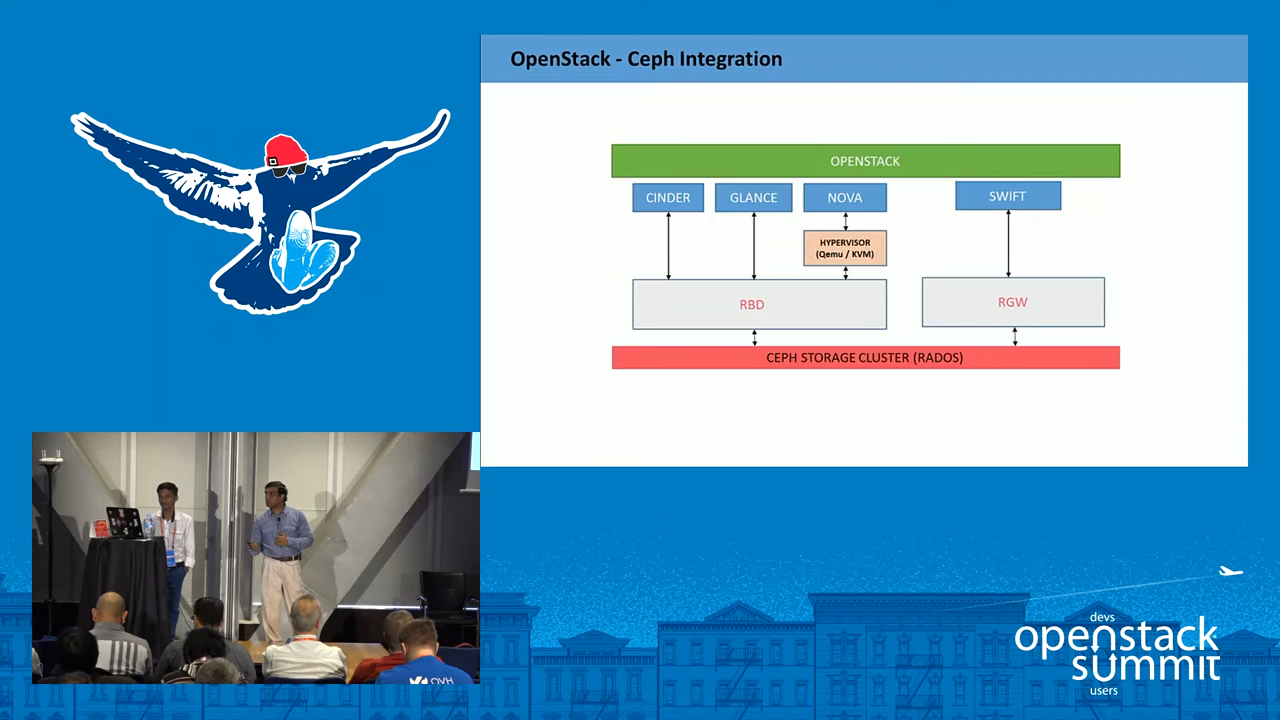 OpenStack - Ceph Integration
OPENSTACK
CINDER
GLANCE
NOVA
SWIFT
HYPERVISOR
(Qemu / KVM)
RBD
RGW
CEPH STORAGE CLUSTER (RADOS)
OVH
devs
openstack
summit
users